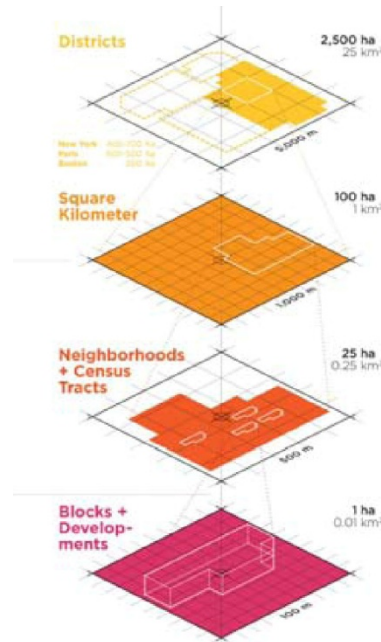 Districts
2,500 ha
25 km²
5,000 m
New York
Paris
Boston
Square
Kilometer
100 ha
1 km²
1,000 m
Neighborhoods
+ Census
Tracts
25 ha
0.25 km²
500 m
Blocks +
Develop-
ments
1 ha
0.01 km²
100 m